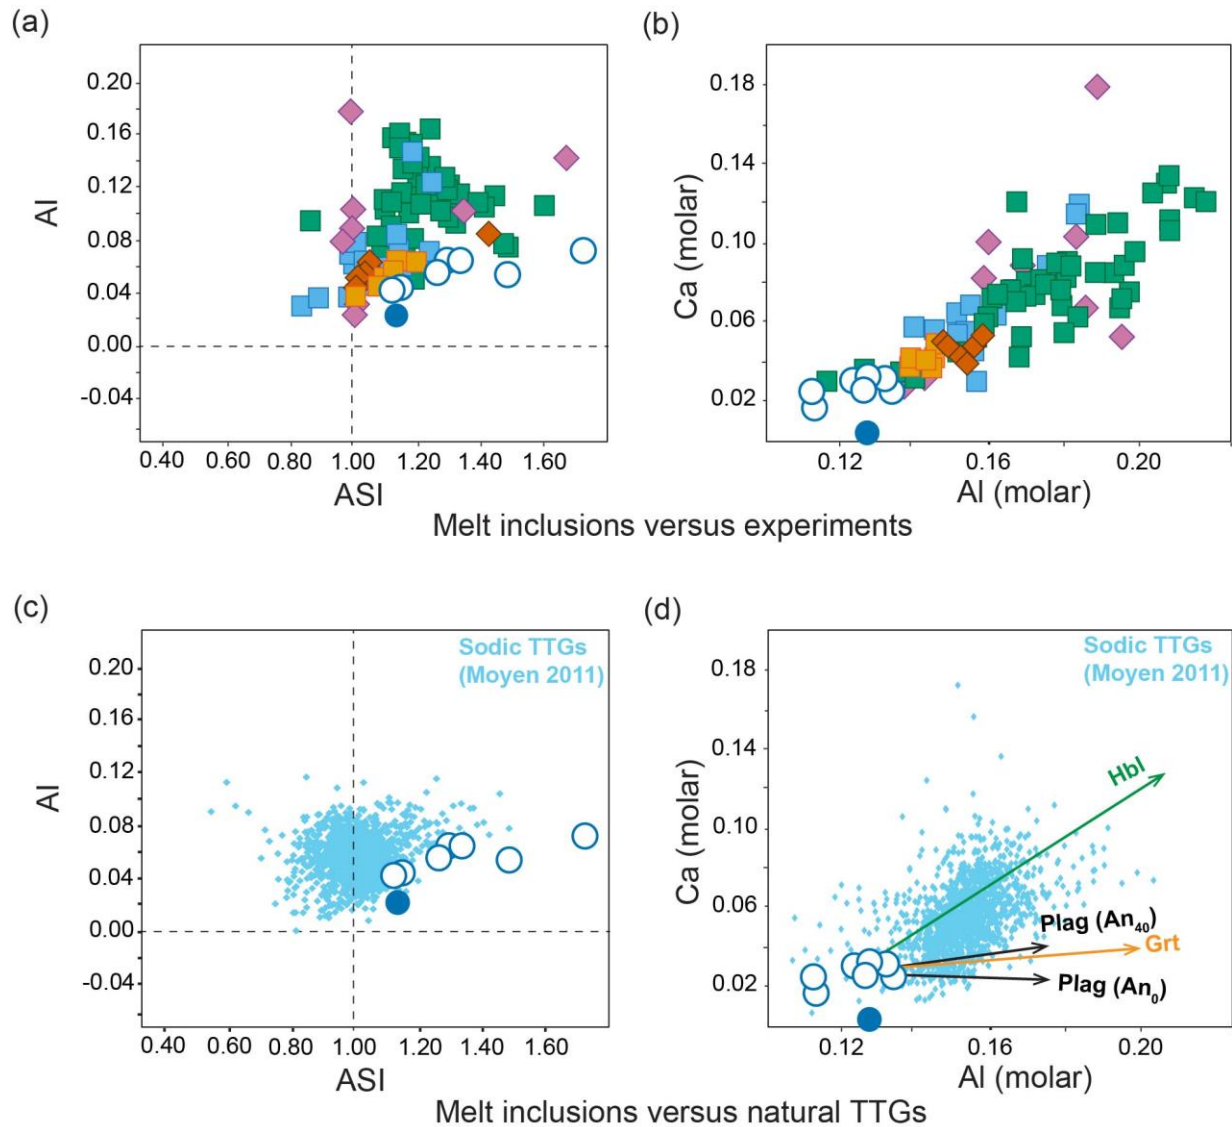 (a)
AI
0.20
0.16
0.12
0.08
0.04
0.00
-0.04
0.40 0.60 0.80 1.00 1.20 1.40 1.60
ASI
(b)
Ca (molar)
0.18
0.14
0.10
0.06
0.02
0.12 0.16 0.20
Al (molar)
Melt inclusions versus experiments
(c)
AI
0.20
0.16
0.12
0.08
0.04
0.00
-0.04
Sodic TTGs
(Moyen 2011)
0.40 0.60 0.80 1.00 1.20 1.40 1.60
ASI
(d)
Ca (molar)
0.18
0.14
0.10
0.06
0.02
Sodic TTGs
(Moyen 2011)
Hbl
Plag (An40)
Grt
Plag (An0)
0.12 0.16 0.20
Al (molar)
Melt inclusions versus natural TTGs